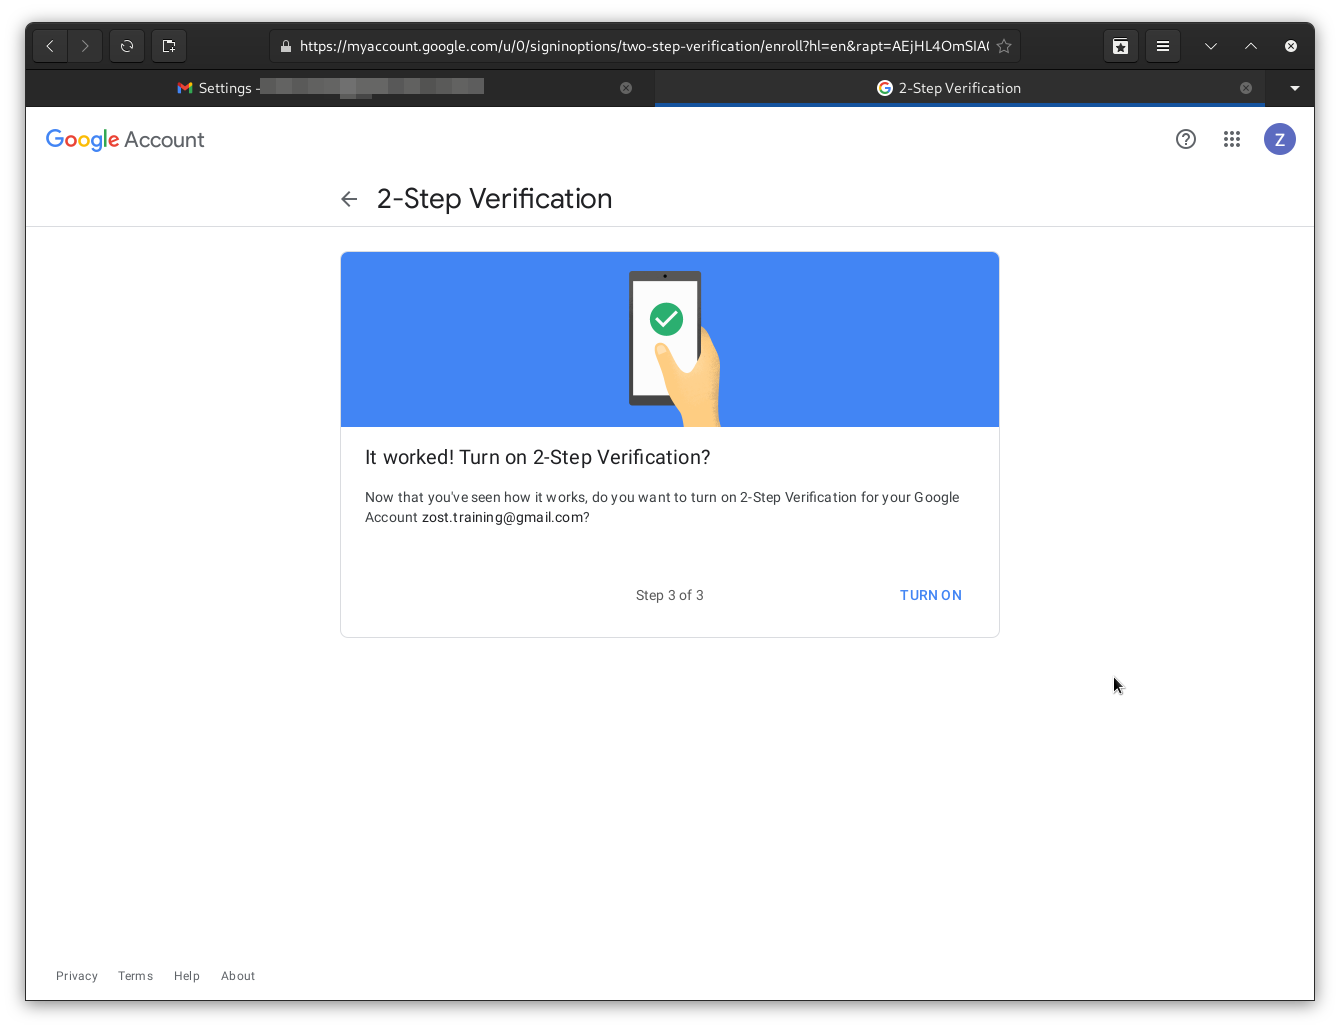 https://myaccount.google.com/u/0/signinoptions/two-step-verification/enroll?hl=en&rapt=AEjHL4OmSIA
Settings -
2-Step Verification
Google Account
Z
2-Step Verification
It worked! Turn on 2-Step Verification?
Now that you've seen how it works, do you want to turn on 2-Step Verification for your Google
Account zost.training@gmail.com?
Step 3 of 3
TURN ON
Privacy
Terms
Help
About